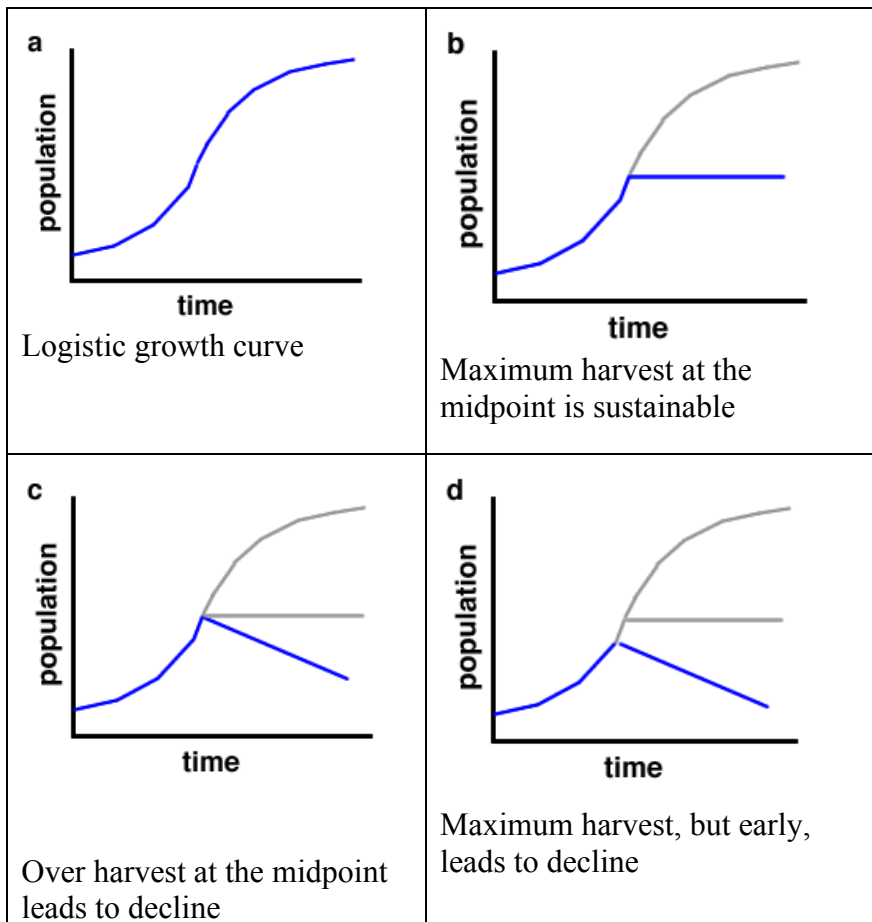 a
population
time
Logistic growth curve
b
population
time
Maximum harvest at the
midpoint is sustainable
c
population
time
Over harvest at the midpoint
leads to decline
d
population
time
Maximum harvest, but early,
leads to decline